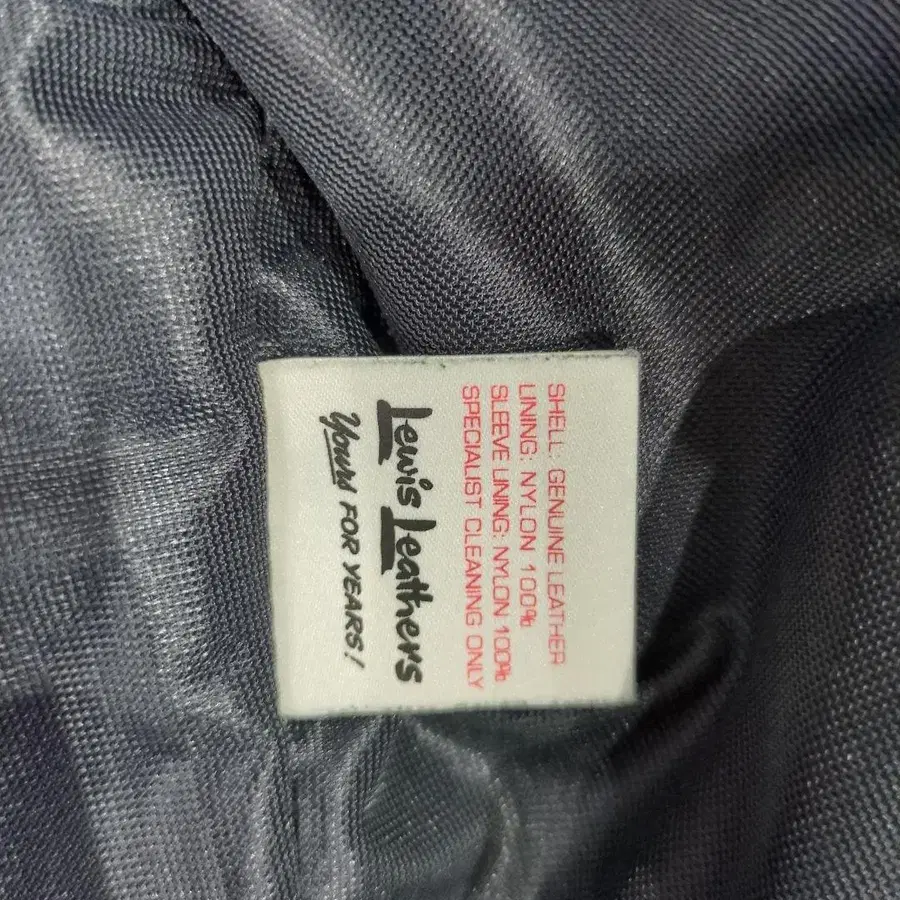 SHELL: GENUINE LEATHER
LINING: NYLON 100%
SLEEVE LINING: NYLON 100%
SPECIALIST CLEANING ONLY
Lewis Leathers
Yours FOR YEARS!